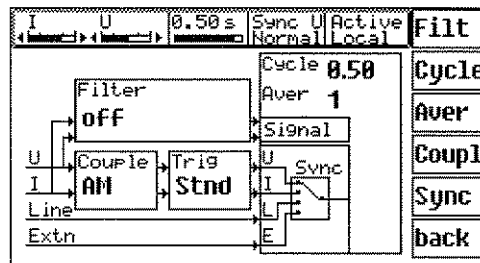 I U 0.50 s Sync U Active
Normal Local
Filt
Cycle 0.50
Cycle
Filter
Aver 1
off
Aver
Signal
U Couple Trig U Sync
Coupl
I AM Stnd I
Line L
Sync
Extn E
back